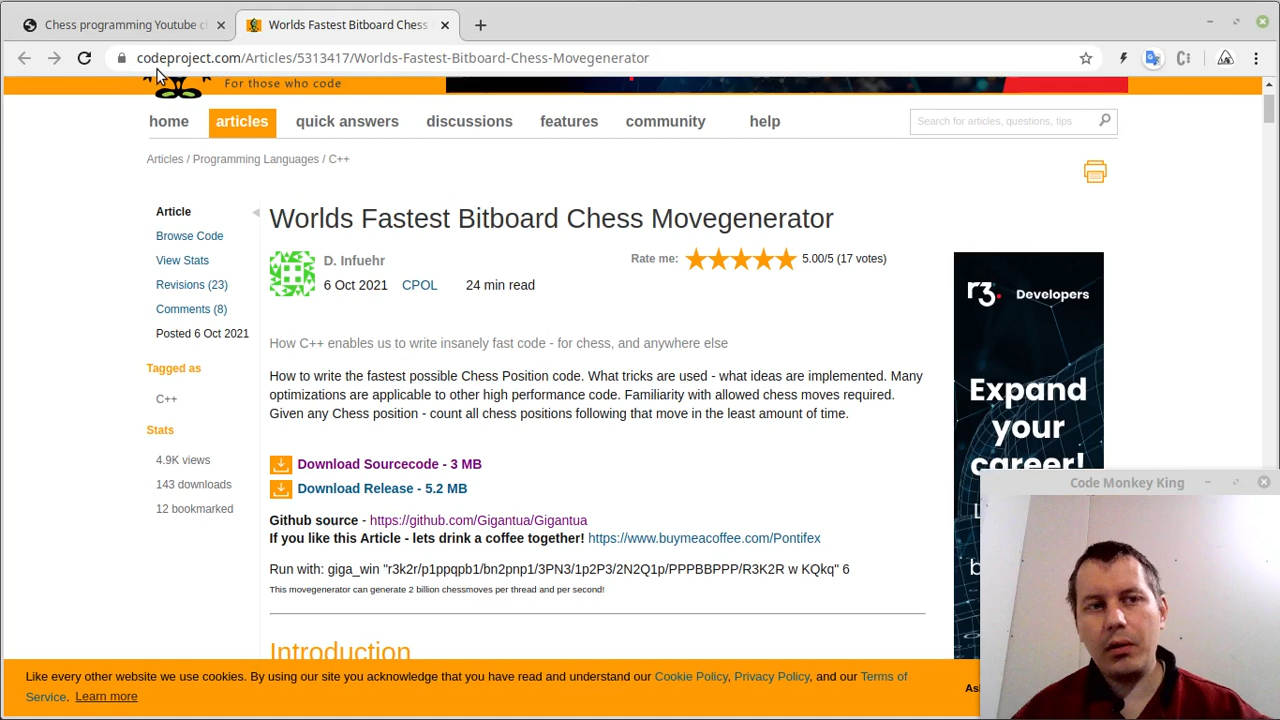 Chess programming Youtube c
Worlds Fastest Bitboard Chess
codeproject.com/Articles/5313417/Worlds-Fastest-Bitboard-Chess-Movegenerator
For those who code
home
articles
quick answers
discussions
features
community
help
Search for articles, questions, tips
Articles / Programming Languages / C++
Article
Browse Code
View Stats
Revisions (23)
Comments (8)
Posted 6 Oct 2021
Tagged as
C++
Stats
4.9K views
143 downloads
12 bookmarked
Worlds Fastest Bitboard Chess Movegenerator
D. Infuehr
Rate me:
5.00/5 (17 votes)
6 Oct 2021
CPOL
24 min read
How C++ enables us to write insanely fast code - for chess, and anywhere else
How to write the fastest possible Chess Position code. What tricks are used - what ideas are implemented. Many
optimizations are applicable to other high performance code. Familiarity with allowed chess moves required.
Given any Chess position - count all chess positions following that move in the least amount of time.
Download Sourcecode - 3 MB
Download Release - 5.2 MB
Github source - https://github.com/Gigantua/Gigantua
If you like this Article - lets drink a coffee together! https://www.buymeacoffee.com/Pontifex
Run with: giga_win "r3k2r/p1ppqpb1/bn2pnp1/3PN3/1p2P3/2N2Q1p/PPPBBPPP/R3K2R w KQkq" 6
This movegenerator can generate 2 billion chessmoves per thread and per second!
Introduction
r3. Developers
Expand
your
career!
Code Monkey King
Like every other website we use cookies. By using our site you acknowledge that you have read and understand our Cookie Policy, Privacy Policy, and our Terms of
Service. Learn more